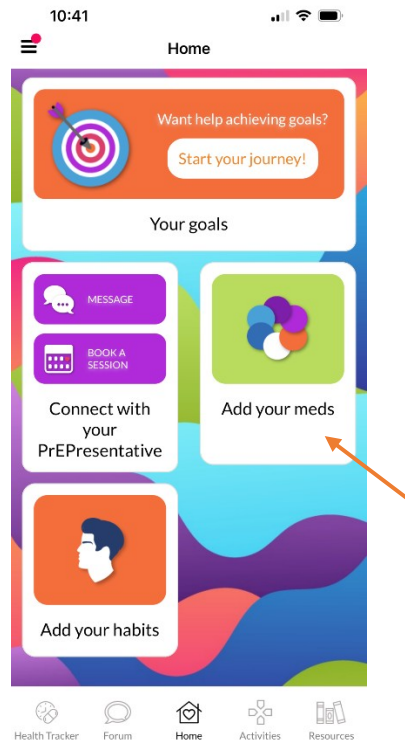 10:41
Home
Want help achieving goals?
Start your journey!
Your goals
MESSAGE
BOOK A
SESSION
Connect with
your
PrEPresentative
Add your meds
Add your habits
Health Tracker
Forum
Home
Activities
Resources